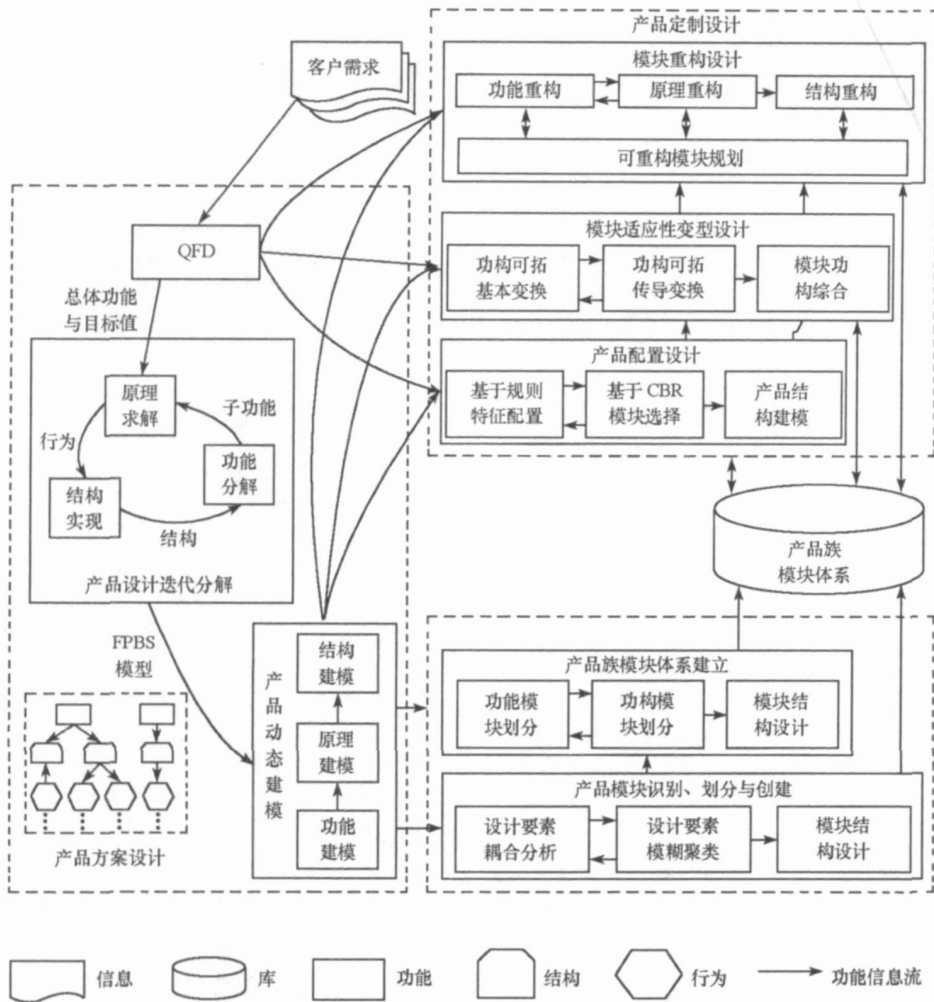 产品定制设计
模块重构设计
客户需求
功能重构
原理重构
结构重构
可重构模块规划
QFD
模块适应性变型设计
功构可拓
基本变换
功构可拓
传导变换
模块功
构综合
总体功能
与目标值
产品配置设计
基于规则
特征配置
基于 CBR
模块选择
产品结
构建模
原理
求解
子功能
行为
功能
分解
结构
实现
结构
产品设计迭代分解
产品族
模块体系
FPBS
模型
产品动态建模
结构
建模
原理
建模
功能
建模
产品方案设计
产品族模块体系建立
功能模
块划分
功构模
块划分
模块结
构设计
产品模块识别、划分与创建
设计要素
耦合分析
设计要素
模糊聚类
模块结
构设计
信息
库
功能
结构
行为
功能信息流